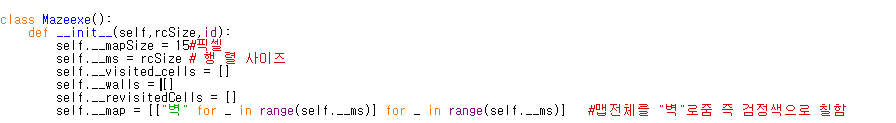 class Mazeexe():
    def __init__(self,rcSize,id):
        self.__mapSize = 15#픽셀
        self.__ms = rcSize # 행 렬 사이즈
        self.__visited_cells = []
        self.__walls = []
        self.__revisitedCells = []
        self.__map = [["벽" for _ in range(self.__ms)] for _ in range(self.__ms)]   #맵전체를 "벽"로줌 즉 검정색으로 칠함